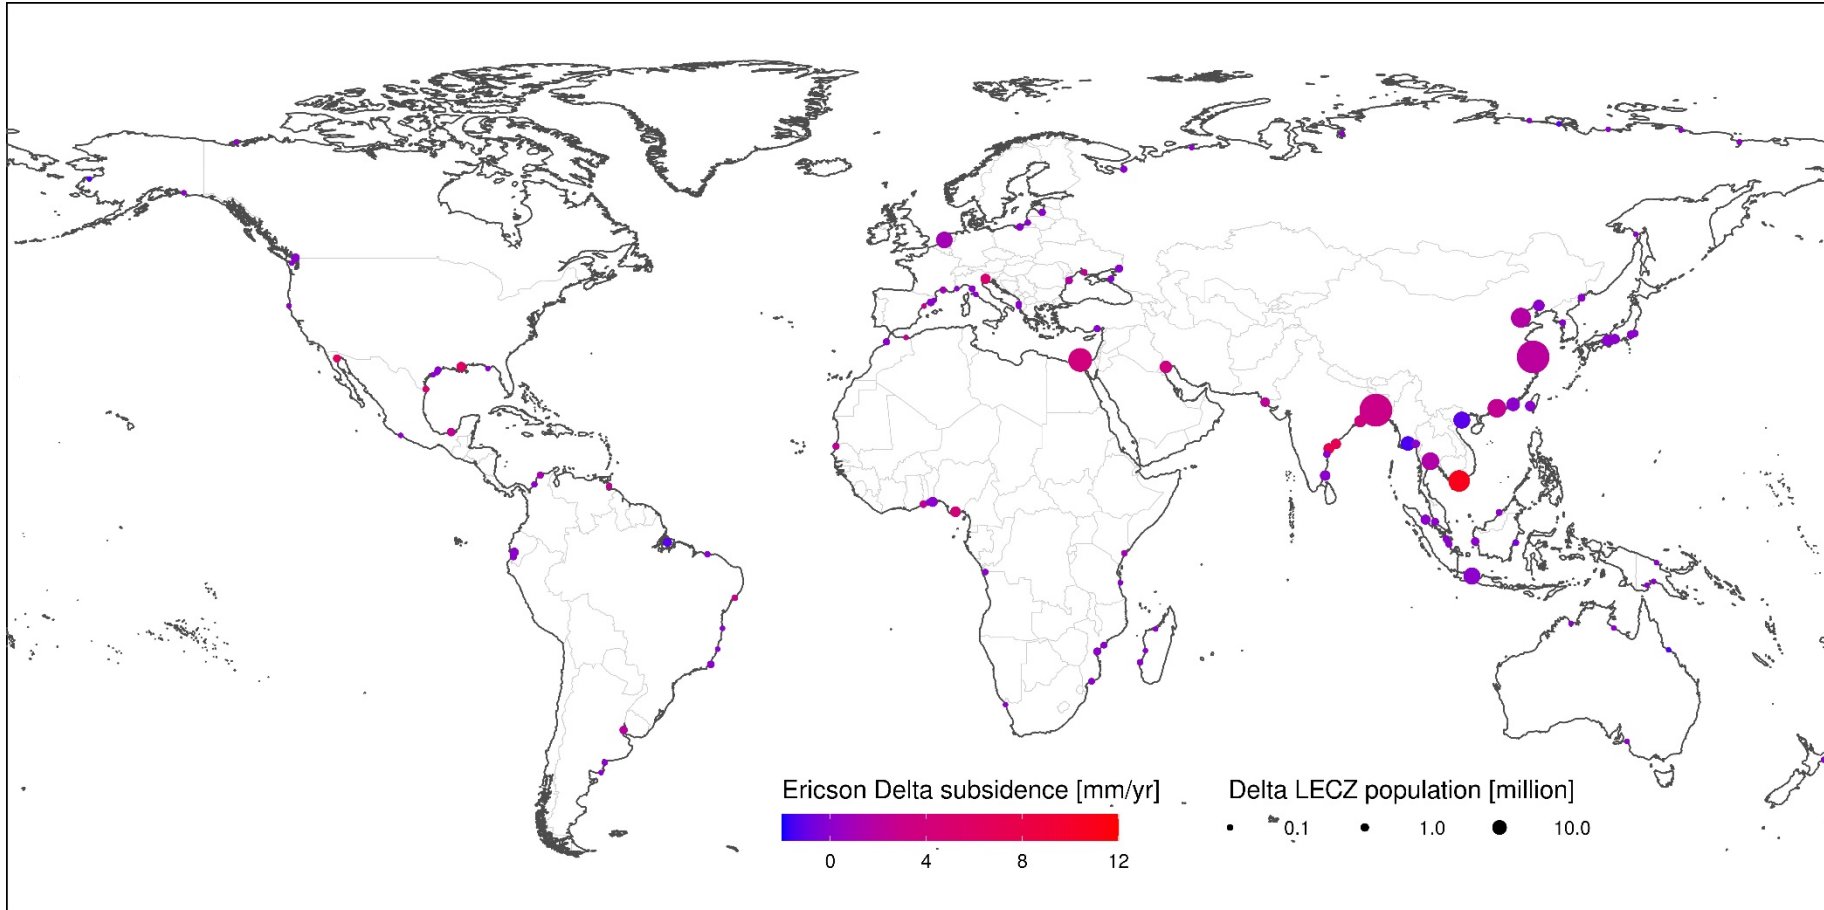 Ericson Delta subsidence [mm/yr]
0 4 8 12
Delta LECZ population [million]
0.1 1.0 10.0